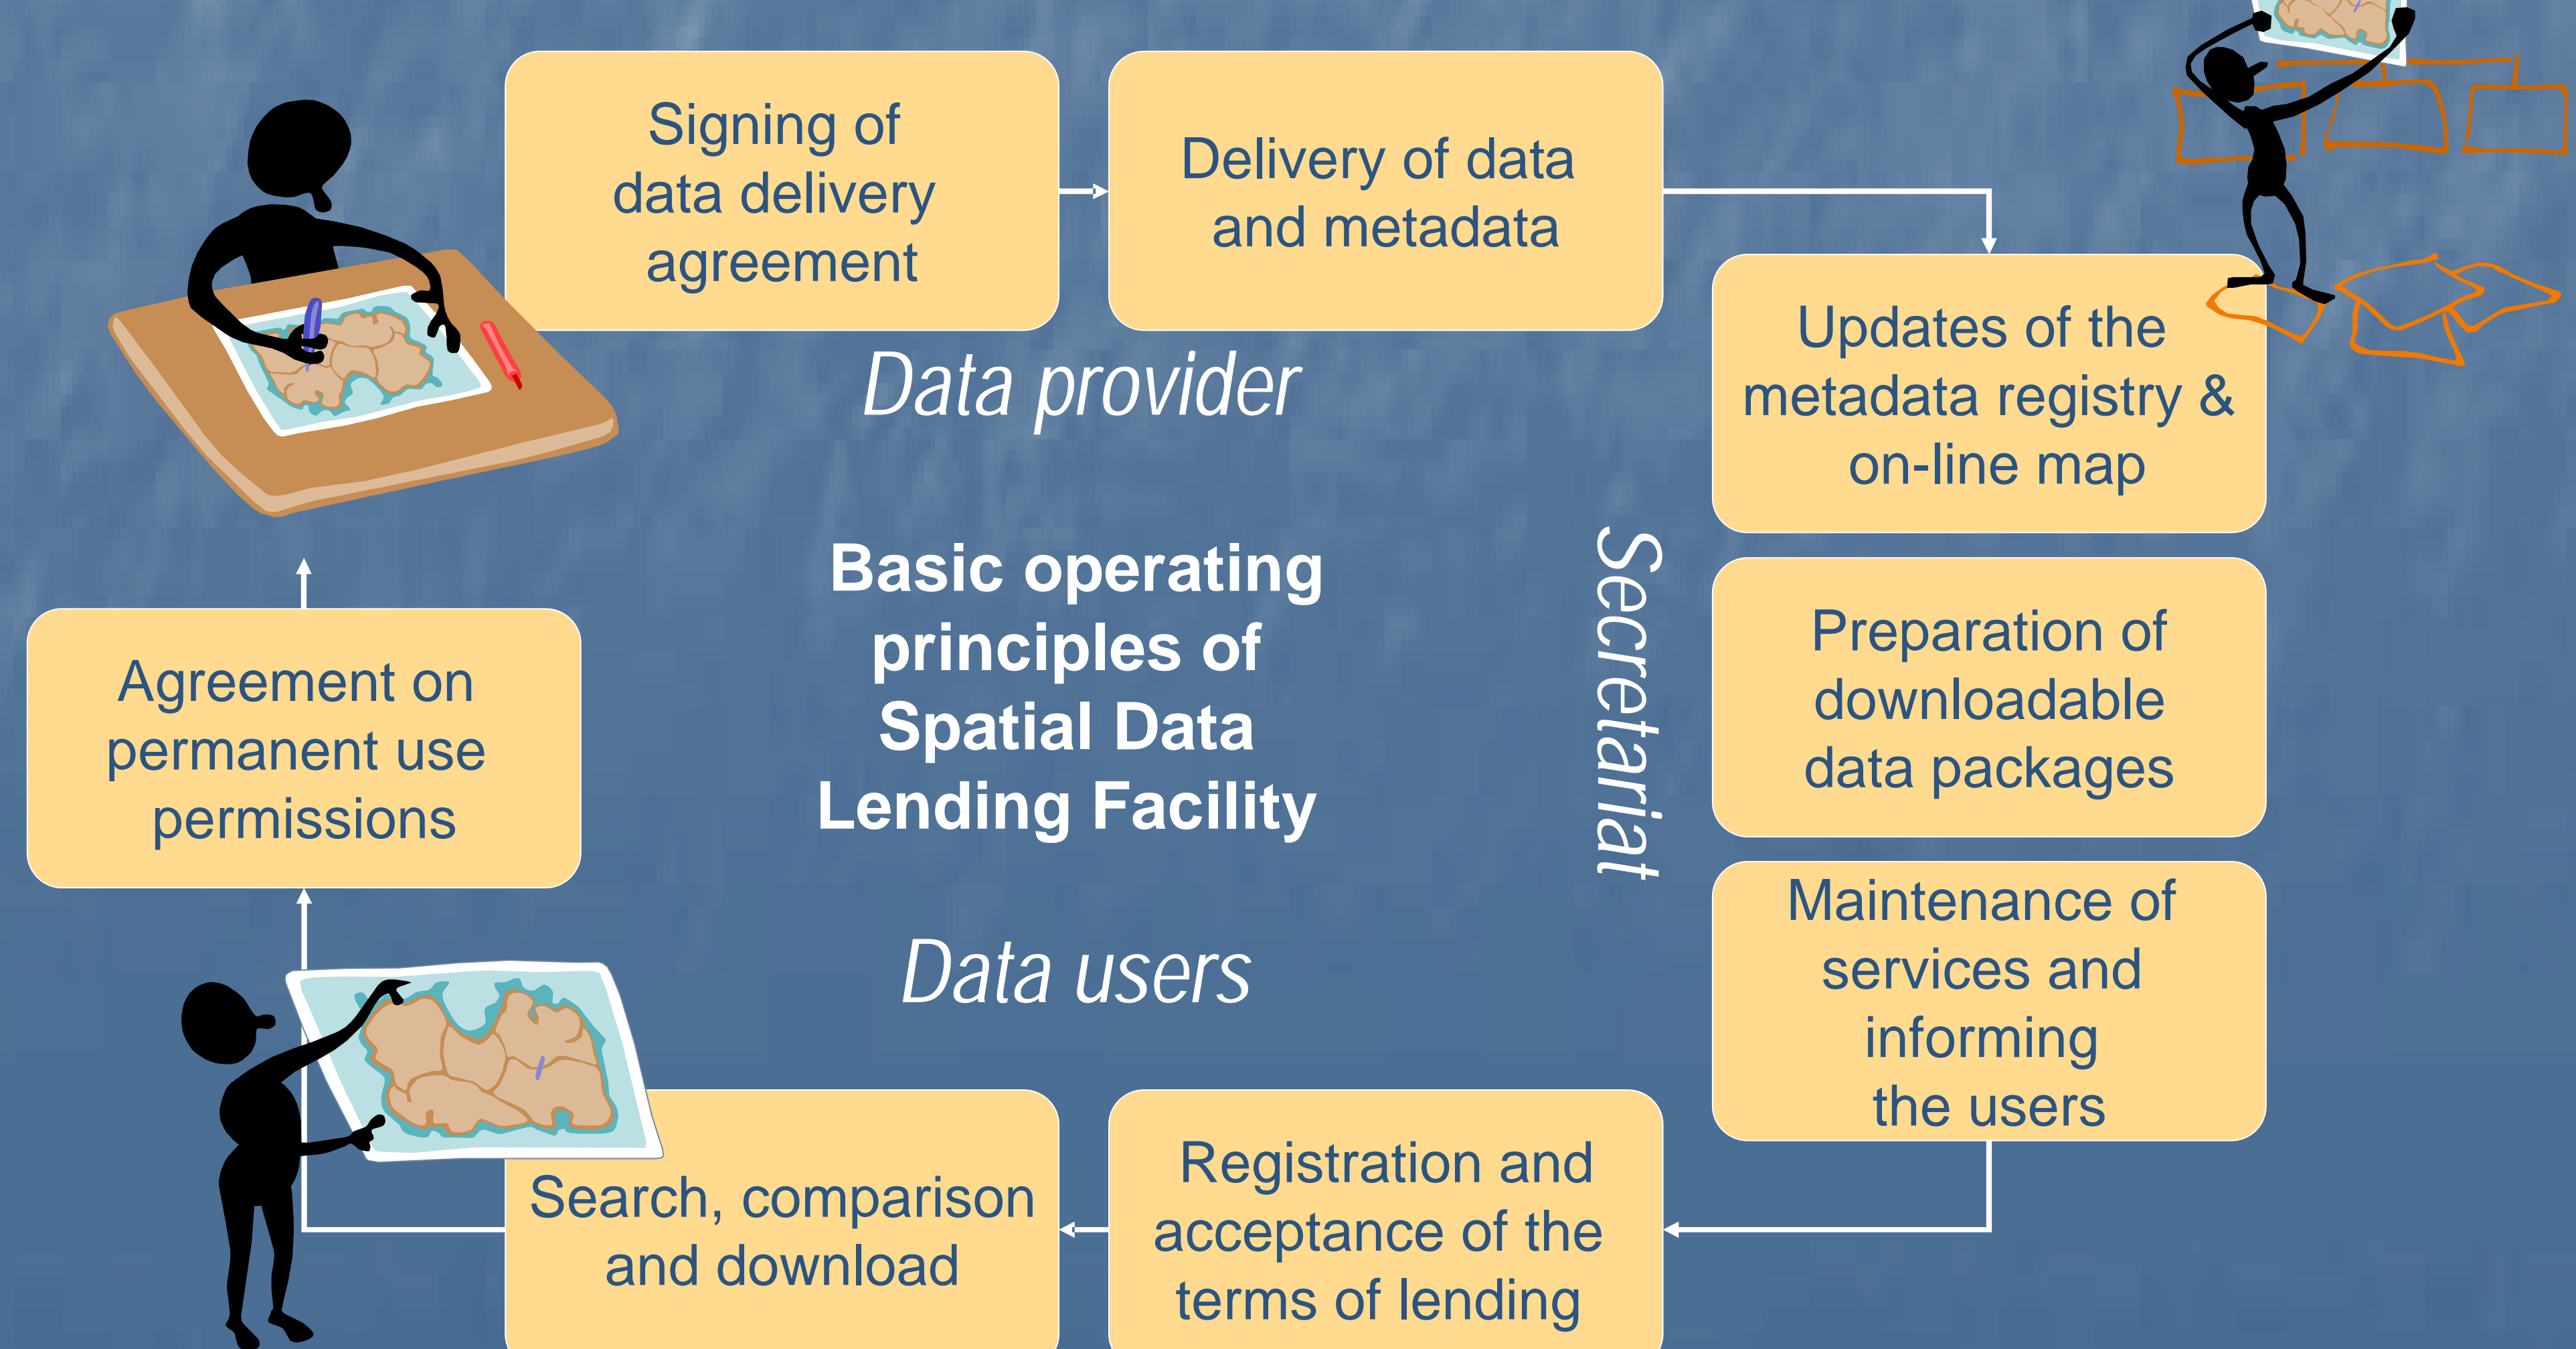 Signing of
data delivery
agreement
Delivery of data
and metadata
Updates of the
metadata registry &
on-line map
Preparation of
downloadable
data packages
Maintenance of
services and
informing
the users
Registration and
acceptance of the
terms of lending
Search, comparison
and download
Agreement on
permanent use
permissions
Data provider
Secretariat
Data users
Basic operating
principles of
Spatial Data
Lending Facility